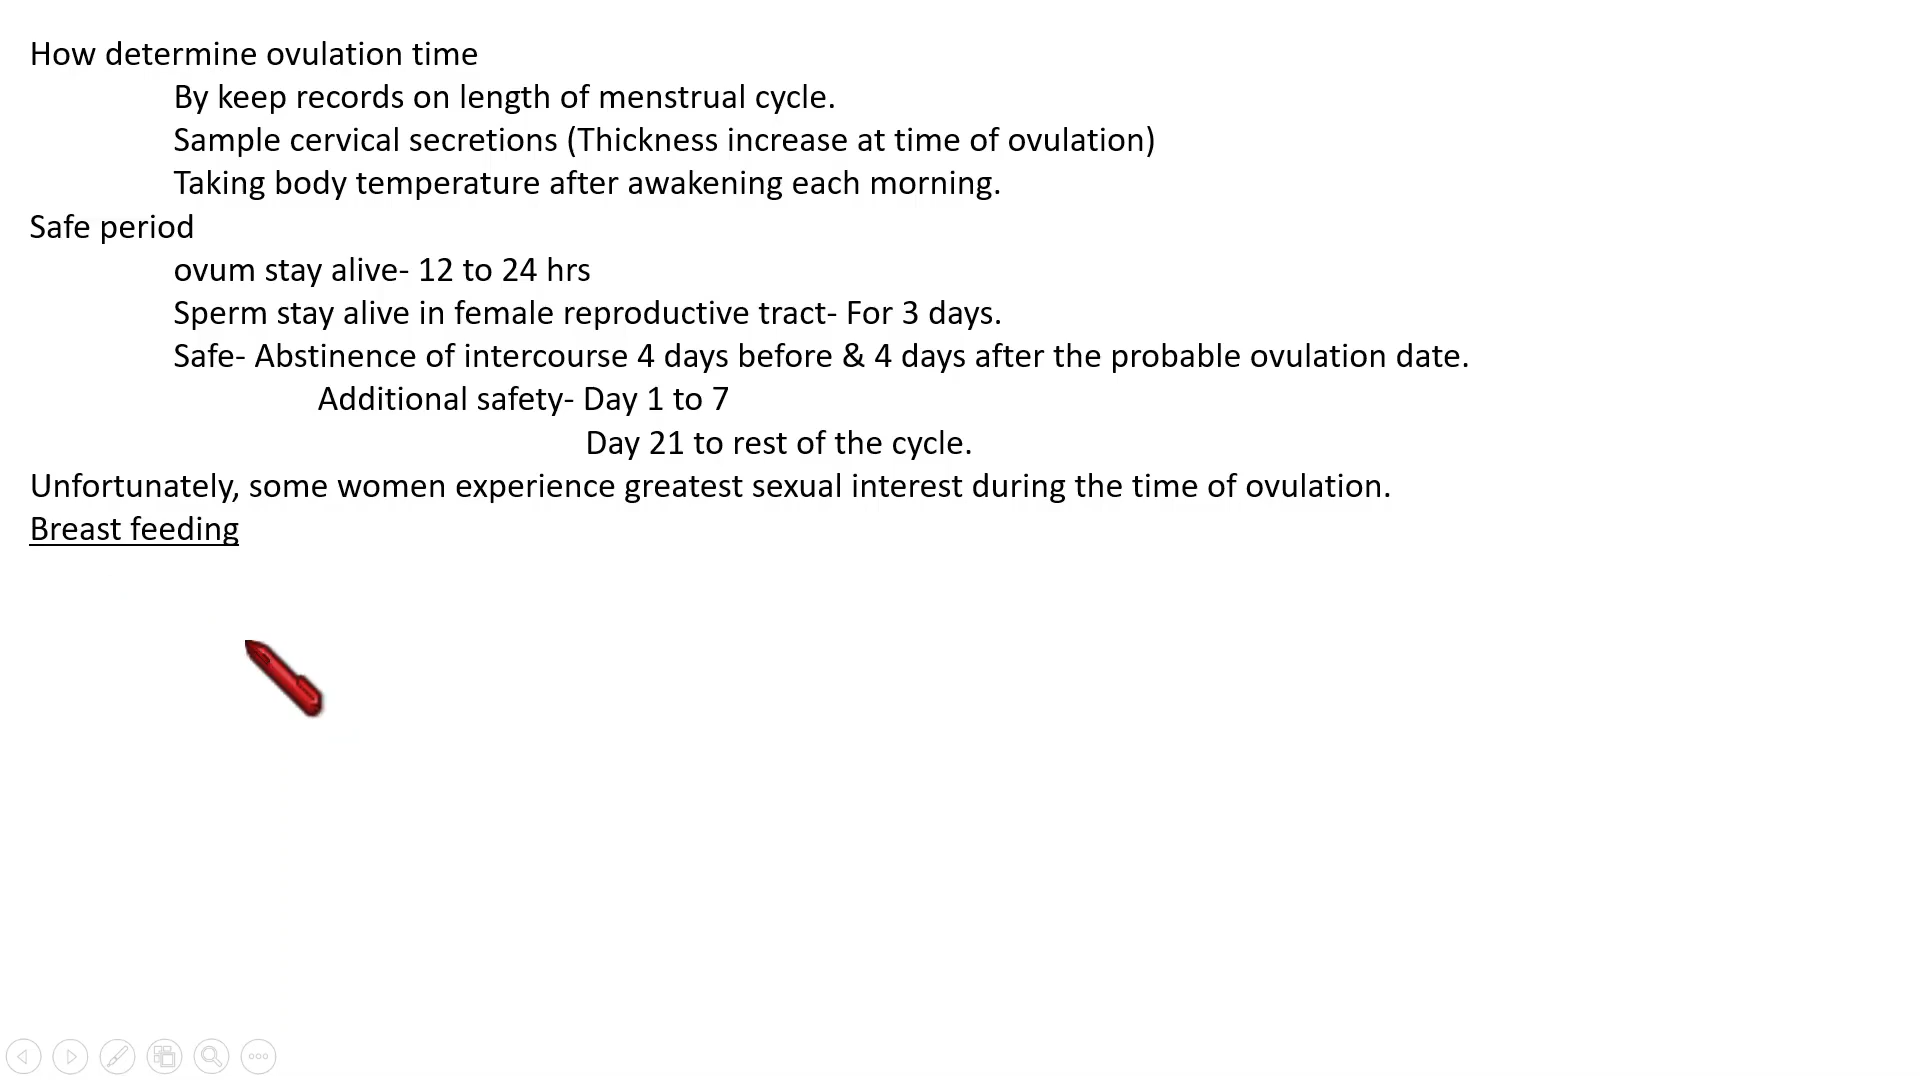 How determine ovulation time
By keep records on length of menstrual cycle.
Sample cervical secretions (Thickness increase at time of ovulation)
Taking body temperature after awakening each morning.
Safe period
ovum stay alive- 12 to 24 hrs
Sperm stay alive in female reproductive tract- For 3 days.
Safe- Abstinence of intercourse 4 days before & 4 days after the probable ovulation date.
Additional safety- Day 1 to 7
Day 21 to rest of the cycle.
Unfortunately, some women experience greatest sexual interest during the time of ovulation.
Breast feeding